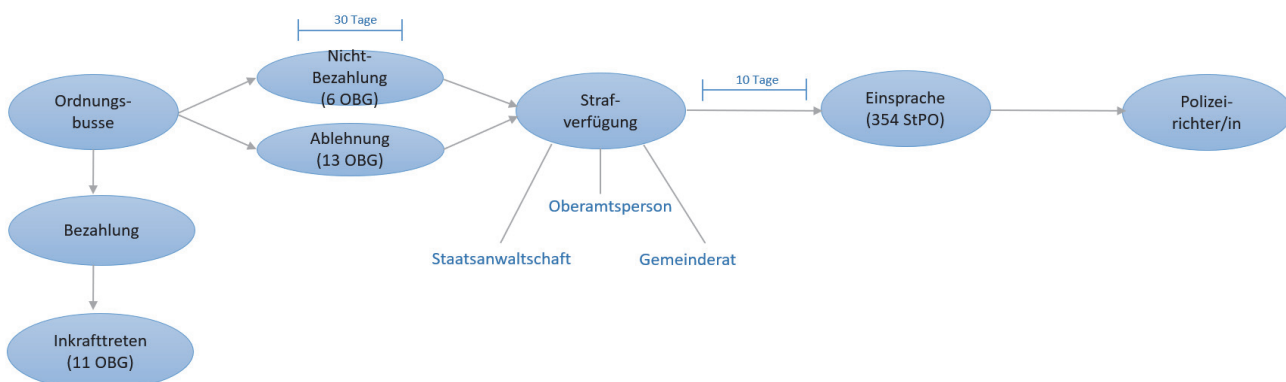 30 Tage
Nicht-
Bezahlung
(6 OBG)
Ordnungs-
busse
Ablehnung
(13 OBG)
Straf-
verfügung
10 Tage
Einsprache
(354 StPO)
Polizei-
richter/in
Oberamtsperson
Staatsanwaltschaft
Gemeinderat
Bezahlung
Inkrafttreten
(11 OBG)